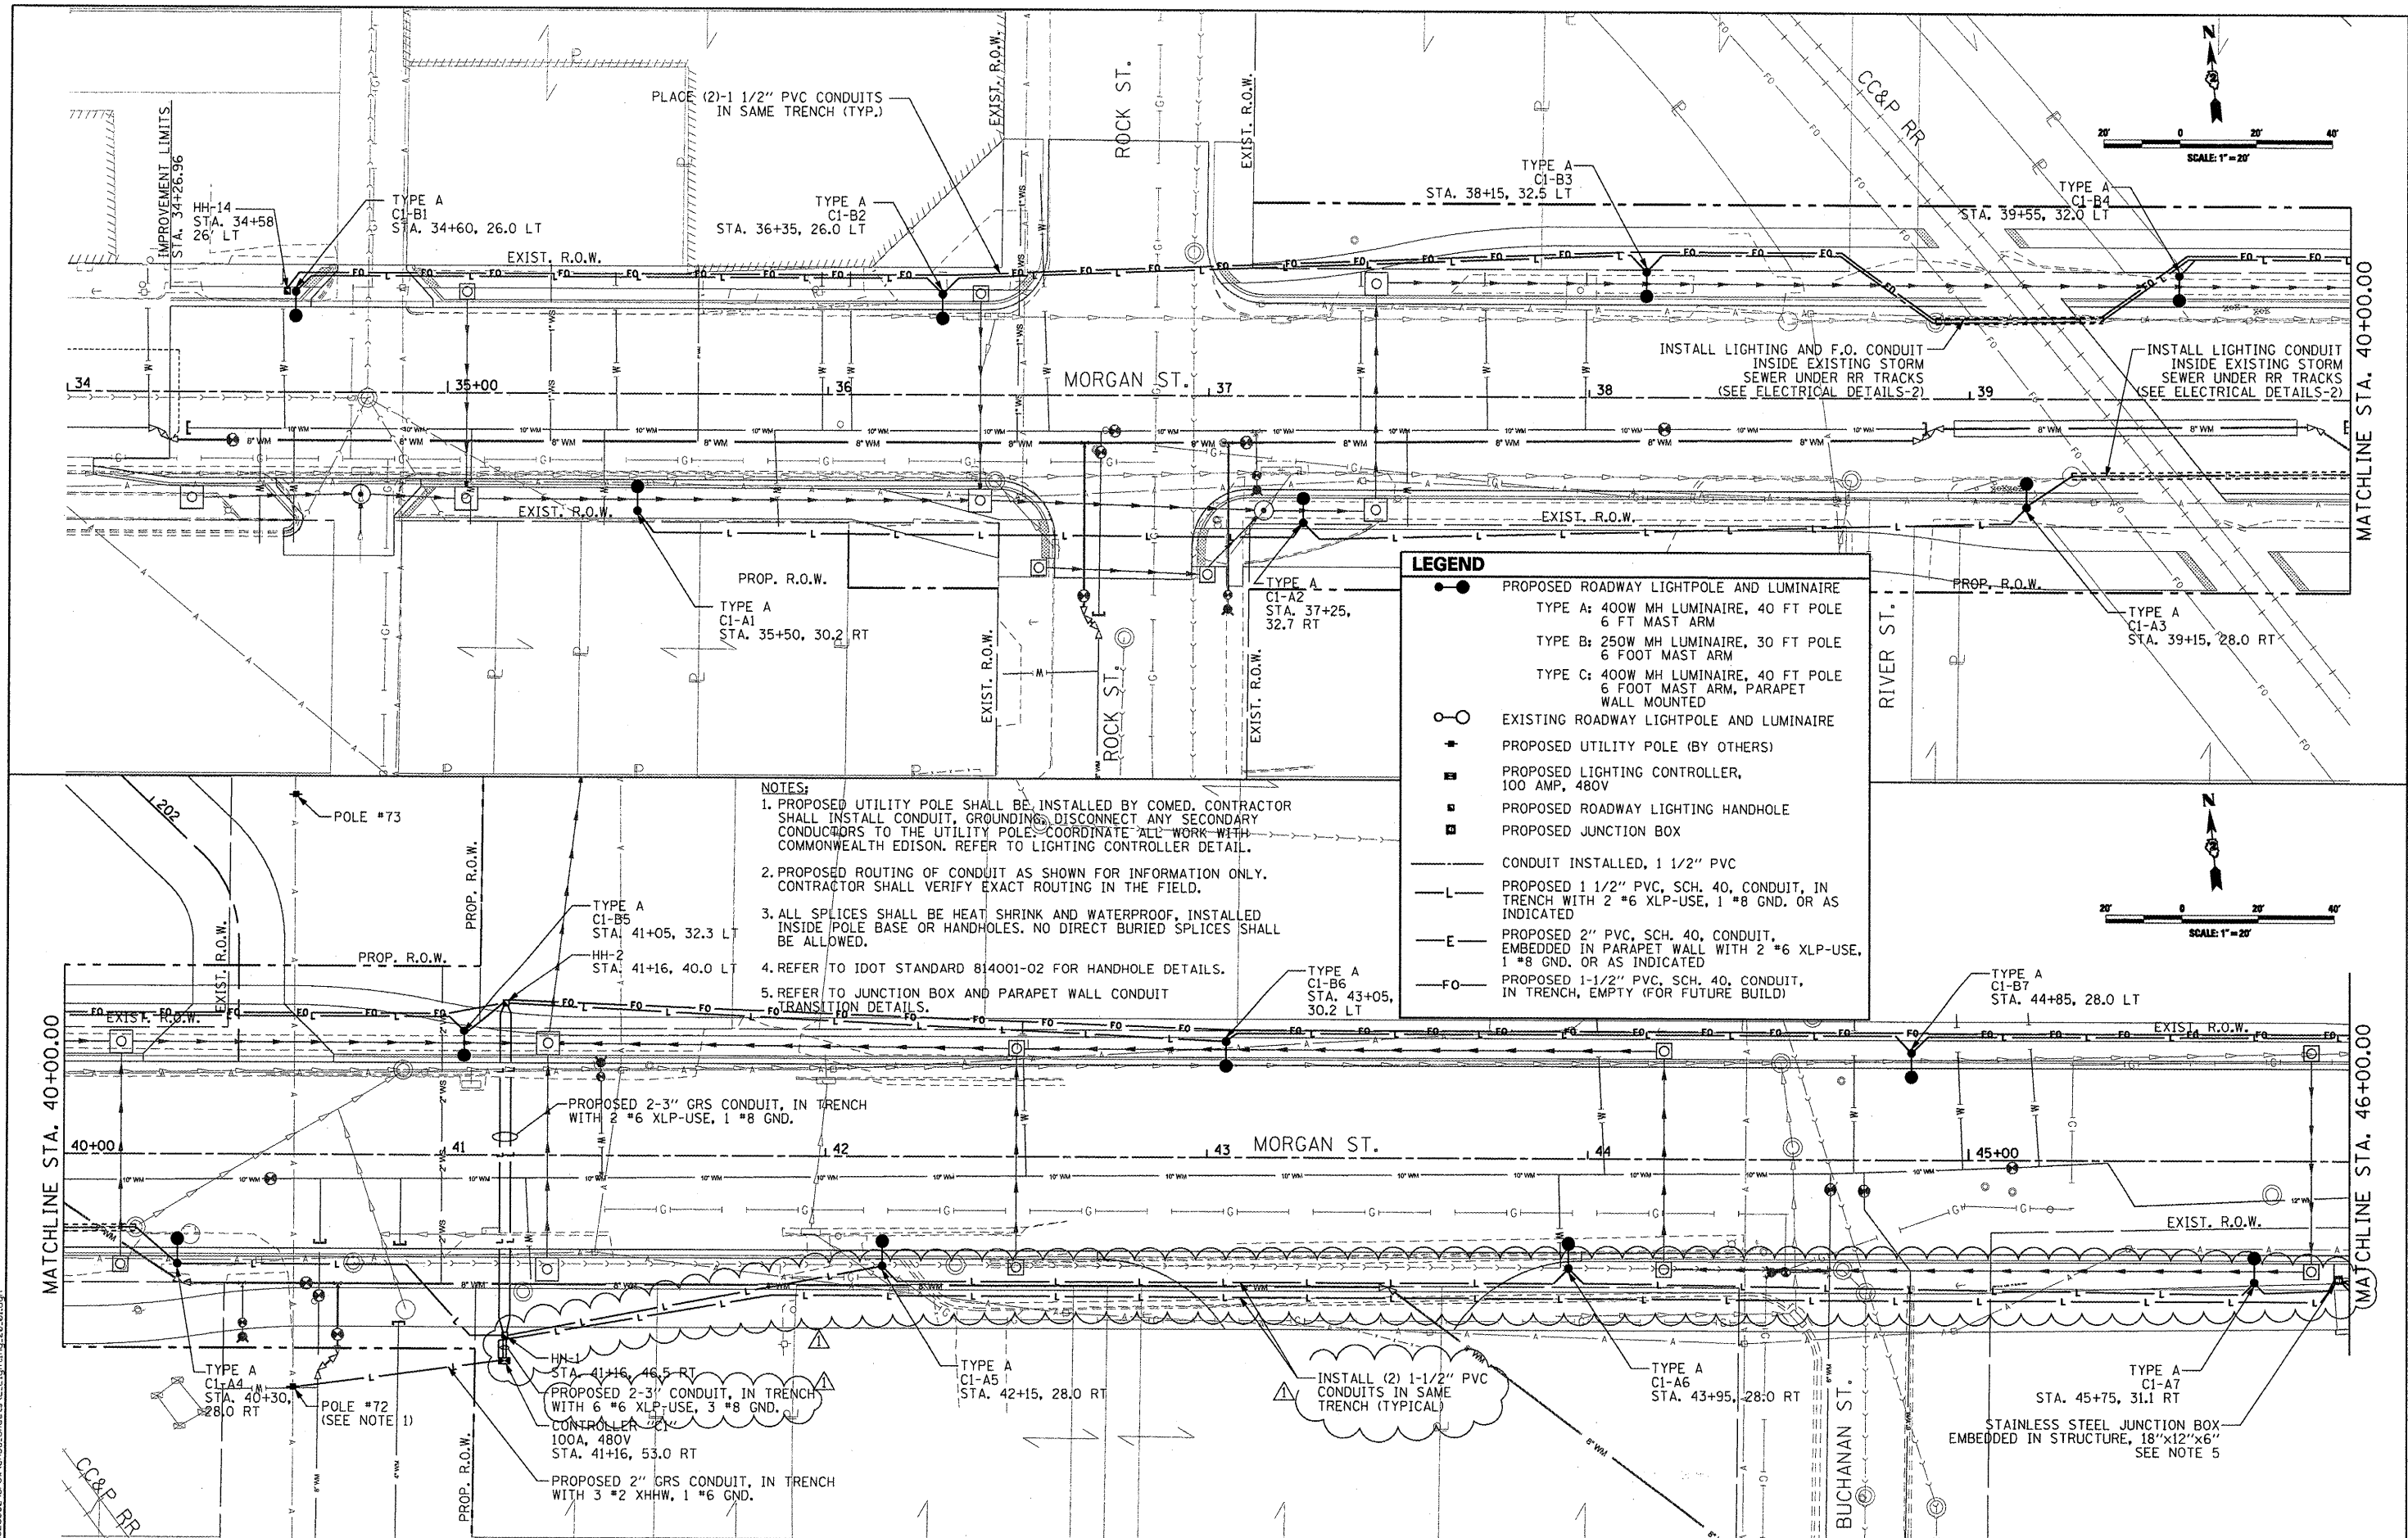 IMPROVEMENT LIMITS
STA. 34+26.96
HH-14
STA. 34+58
26' LT
TYPE A
C1-B1
STA. 34+60, 26.0 LT
EXIST. R.O.W.
PLACE (2)-1 1/2" PVC CONDUITS
IN SAME TRENCH (TYP.)
TYPE A
C1-B2
STA. 36+35, 26.0 LT
EXIST. R.O.W.
ROCK ST.
EXIST. R.O.W.
TYPE A
C1-B3
STA. 38+15, 32.5 LT
CC&P RR
TYPE A
C1-B4
STA. 39+55, 32.0 LT
N
20' 0 20' 40'
SCALE: 1" = 20'
INSTALL LIGHTING AND F.O. CONDUIT
INSIDE EXISTING STORM
SEWER UNDER RR TRACKS
(SEE ELECTRICAL DETAILS-2)
INSTALL LIGHTING CONDUIT
INSIDE EXISTING STORM
SEWER UNDER RR TRACKS
(SEE ELECTRICAL DETAILS-2)
MATCHLINE STA. 40+00.00
34 35+00 36 MORGAN ST. 37 38 39
10" WM
8" WM
EXIST. R.O.W.
EXIST. R.O.W.
PROP. R.O.W.
TYPE A
C1-A1
STA. 35+50, 30.2 RT
EXIST. R.O.W.
ROCK ST.
EXIST. R.O.W.
TYPE A
C1-A2
STA. 37+25,
32.7 RT
RIVER ST.
PROP. R.O.W.
TYPE A
C1-A3
STA. 39+15, 28.0 RT
LEGEND
PROPOSED ROADWAY LIGHTPOLE AND LUMINAIRE
TYPE A: 400W MH LUMINAIRE, 40 FT POLE
6 FT MAST ARM
TYPE B: 250W MH LUMINAIRE, 30 FT POLE
6 FOOT MAST ARM
TYPE C: 400W MH LUMINAIRE, 40 FT POLE
6 FOOT MAST ARM, PARAPET
WALL MOUNTED
EXISTING ROADWAY LIGHTPOLE AND LUMINAIRE
PROPOSED UTILITY POLE (BY OTHERS)
PROPOSED LIGHTING CONTROLLER,
100 AMP, 480V
PROPOSED ROADWAY LIGHTING HANDHOLE
PROPOSED JUNCTION BOX
CONDUIT INSTALLED, 1 1/2" PVC
L PROPOSED 1 1/2" PVC, SCH. 40, CONDUIT, IN
TRENCH WITH 2 #6 XLP-USE, 1 #8 GND. OR AS
INDICATED
E PROPOSED 2" PVC, SCH. 40, CONDUIT,
EMBEDDED IN PARAPET WALL WITH 2 #6 XLP-USE,
1 #8 GND. OR AS INDICATED
FO PROPOSED 1-1/2" PVC, SCH. 40, CONDUIT,
IN TRENCH, EMPTY (FOR FUTURE BUILD)
202
POLE #73
NOTES:
1. PROPOSED UTILITY POLE SHALL BE INSTALLED BY COMED. CONTRACTOR
SHALL INSTALL CONDUIT, GROUNDING, DISCONNECT ANY SECONDARY
CONDUCTORS TO THE UTILITY POLE. COORDINATE ALL WORK WITH
COMMONWEALTH EDISON. REFER TO LIGHTING CONTROLLER DETAIL.
2. PROPOSED ROUTING OF CONDUIT AS SHOWN FOR INFORMATION ONLY.
CONTRACTOR SHALL VERIFY EXACT ROUTING IN THE FIELD.
3. ALL SPLICES SHALL BE HEAT SHRINK AND WATERPROOF, INSTALLED
INSIDE POLE BASE OR HANDHOLES. NO DIRECT BURIED SPLICES SHALL
BE ALLOWED.
4. REFER TO IDOT STANDARD 814001-02 FOR HANDHOLE DETAILS.
5. REFER TO JUNCTION BOX AND PARAPET WALL CONDUIT
TRANSITION DETAILS.
N
20' 0 20' 40'
SCALE: 1" = 20'
EXIST. R.O.W.
PROP. R.O.W.
PROP. R.O.W.
TYPE A
C1-B5
STA. 41+05, 32.3 LT
HH-2
STA. 41+16, 40.0 LT
TYPE A
C1-B6
STA. 43+05,
30.2 LT
TYPE A
C1-B7
STA. 44+85, 28.0 LT
EXIST. R.O.W.
EXIST. R.O.W.
MATCHLINE STA. 40+00.00
MATCHLINE STA. 46+00.00
PROPOSED 2-3" GRS CONDUIT, IN TRENCH
WITH 2 #6 XLP-USE, 1 #8 GND.
40+00 41 42 43 MORGAN ST. 44 45+00
10" WM
12" WM
EXIST. R.O.W.
8" WM
TYPE A
C1-A4
STA. 40+30,
28.0 RT
POLE #72
(SEE NOTE 1)
PROP. R.O.W.
CC&P RR
HH-1
STA. 41+16, 46.5 RT
PROPOSED 2-3" CONDUIT, IN TRENCH
WITH 6 #6 XLP-USE, 3 #8 GND.
CONTROLLER "C1"
100A, 480V
STA. 41+16, 53.0 RT
PROPOSED 2" GRS CONDUIT, IN TRENCH
WITH 3 #2 XHHW, 1 #6 GND.
1
1
TYPE A
C1-A5
STA. 42+15, 28.0 RT
1
INSTALL (2) 1-1/2" PVC
CONDUITS IN SAME
TRENCH (TYPICAL)
8" WM
TYPE A
C1-A6
STA. 43+95, 28.0 RT
BUCHANAN ST.
TYPE A
C1-A7
STA. 45+75, 31.1 RT
STAINLESS STEEL JUNCTION BOX
EMBEDDED IN STRUCTURE, 18"x12"x6"
SEE NOTE 5